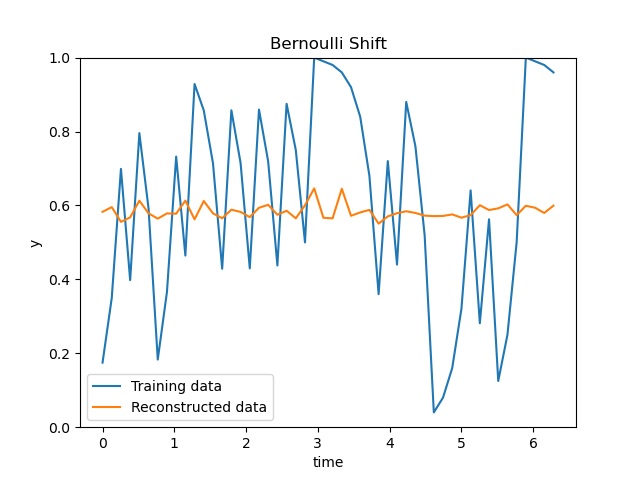 Bernoulli Shift
1.0
0.8
0.6
0.4
0.2
0.0
y
Training data
Reconstructed data
0 1 2 3 4 5 6
time